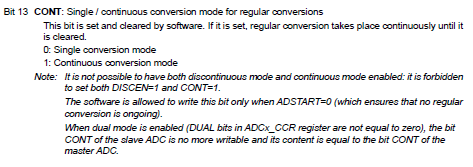 Bit 13 CONT: Single / continuous conversion mode for regular conversions
This bit is set and cleared by software. If it is set, regular conversion takes place continuously until it
is cleared.
0: Single conversion mode
1: Continuous conversion mode
Note: It is not possible to have both discontinuous mode and continuous mode enabled: it is forbidden
to set both DISCEN=1 and CONT=1.
The software is allowed to write this bit only when ADSTART=0 (which ensures that no regular
conversion is ongoing).
When dual mode is enabled (DUAL bits in ADCx_CCR register are not equal to zero), the bit
CONT of the slave ADC is no more writable and its content is equal to the bit CONT of the
master ADC.